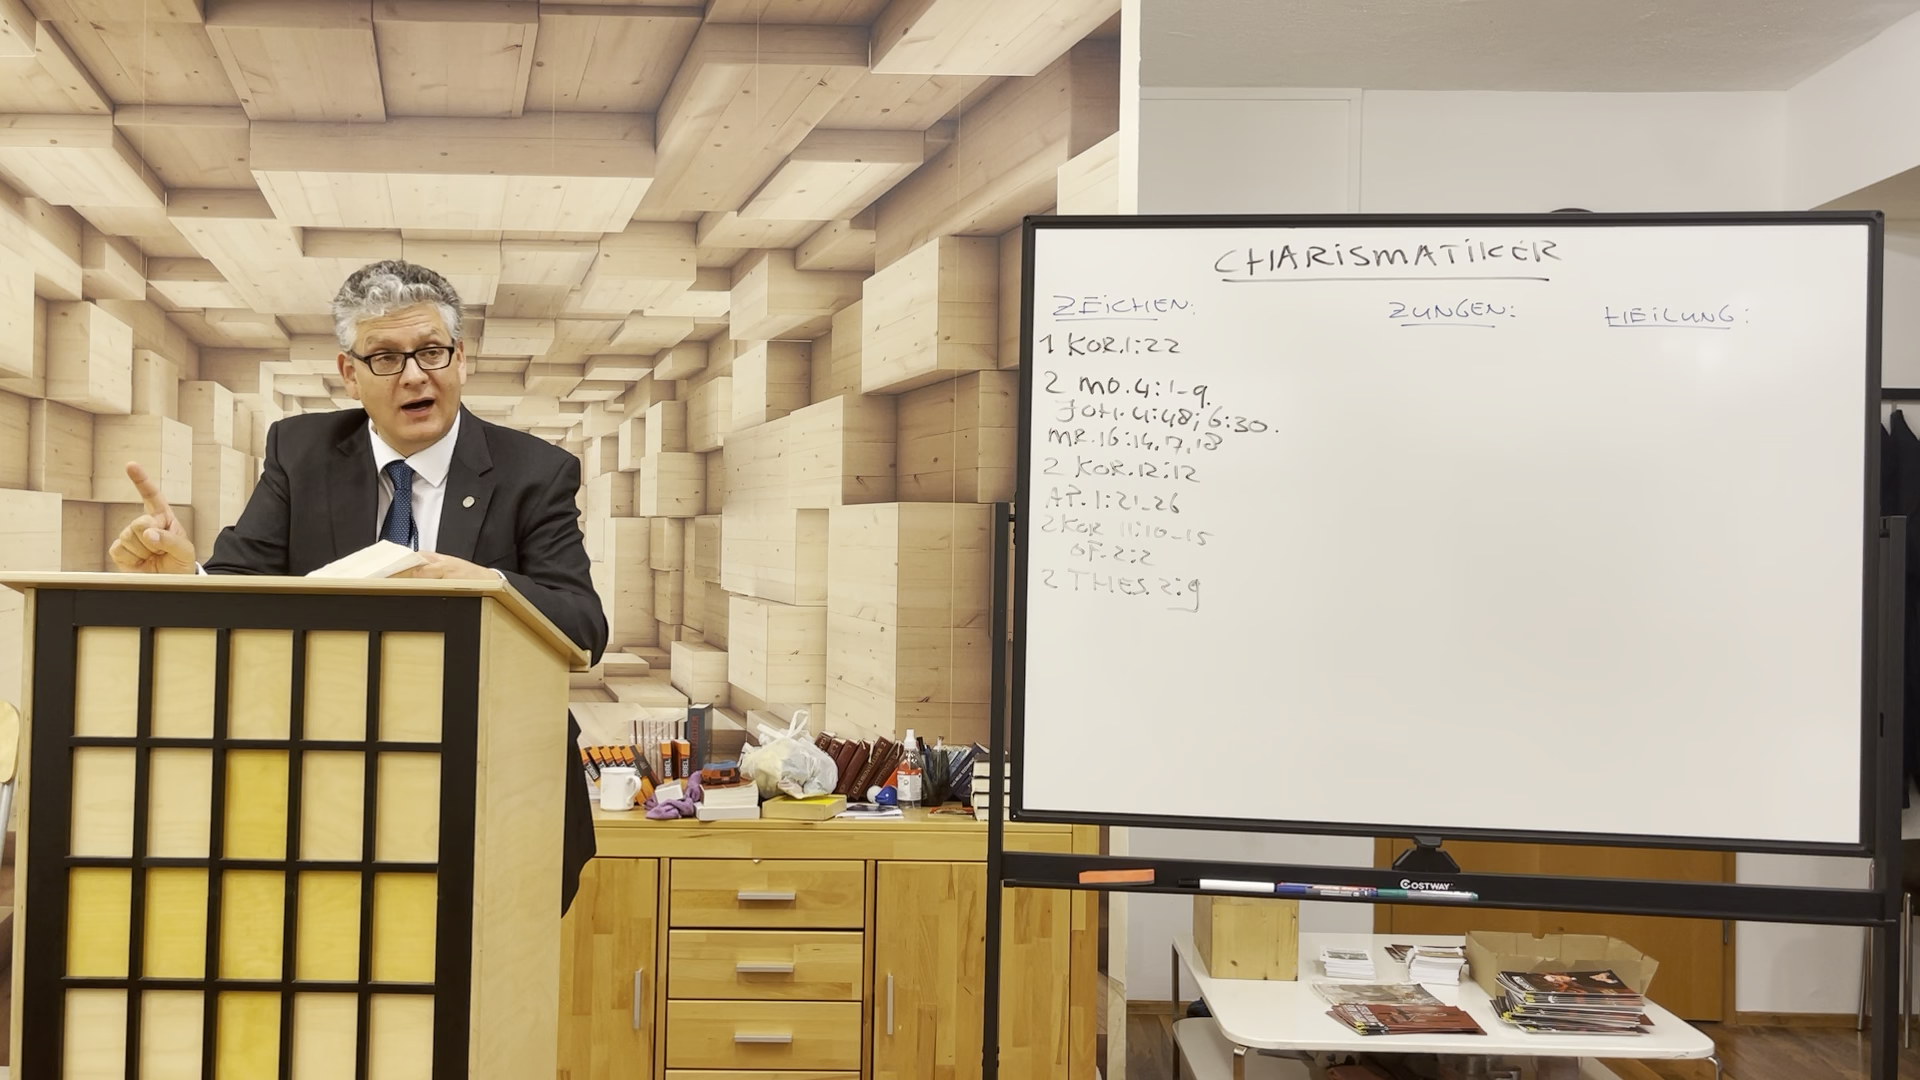 CHARISMATIKER
ZEICHEN:
ZUNGEN:
HEILUNG:
1 KOR.1:22
2 MO.4:1-9.
JOH.4:48; 6:30.
MR.16:14,17,18
2 KOR.12:12
AP.1:21-26
2 KOR 11:10-15
OF.2:2
2 THES.2:9
COSTWAY